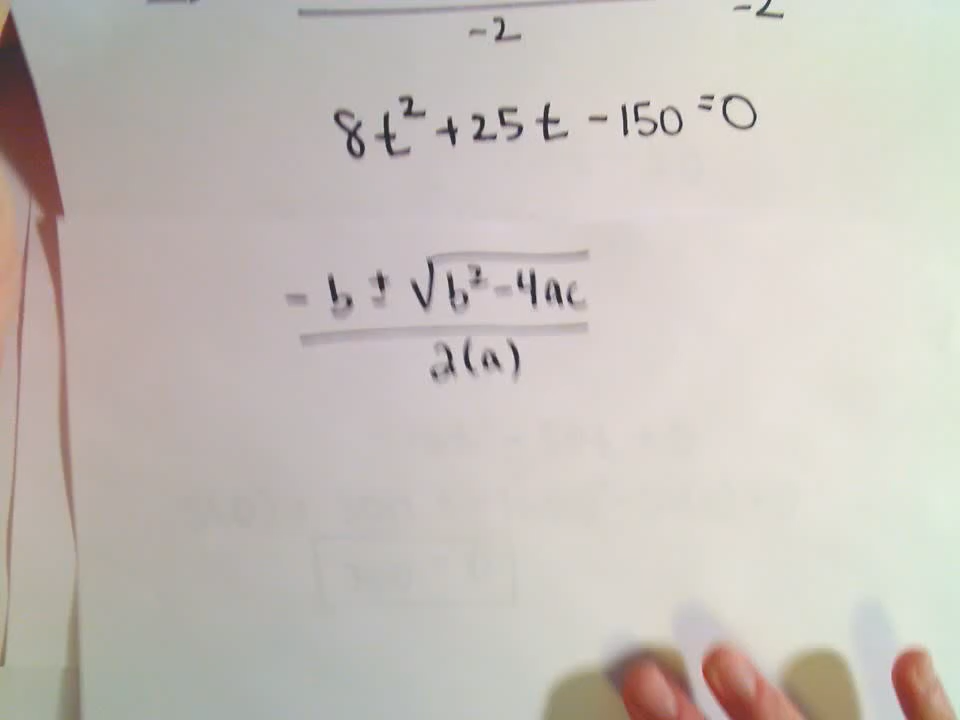 -2 -2
8t² + 25t - 150 = 0
-b ± √b² - 4ac
2(a)